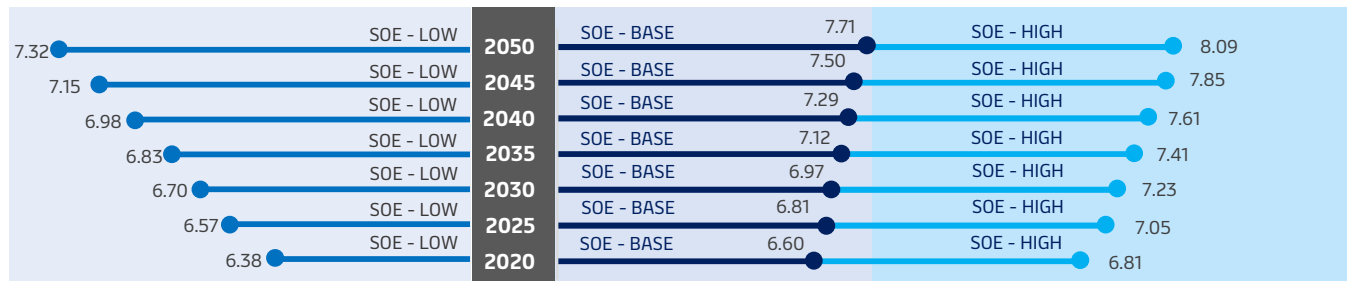 7.32 SOE - LOW 2050 SOE - BASE 7.71 SOE - HIGH 8.09
7.15 SOE - LOW 2045 SOE - BASE 7.50 SOE - HIGH 7.85
6.98 SOE - LOW 2040 SOE - BASE 7.29 SOE - HIGH 7.61
6.83 SOE - LOW 2035 SOE - BASE 7.12 SOE - HIGH 7.41
6.70 SOE - LOW 2030 SOE - BASE 6.97 SOE - HIGH 7.23
6.57 SOE - LOW 2025 SOE - BASE 6.81 SOE - HIGH 7.05
6.38 SOE - LOW 2020 SOE - BASE 6.60 SOE - HIGH 6.81